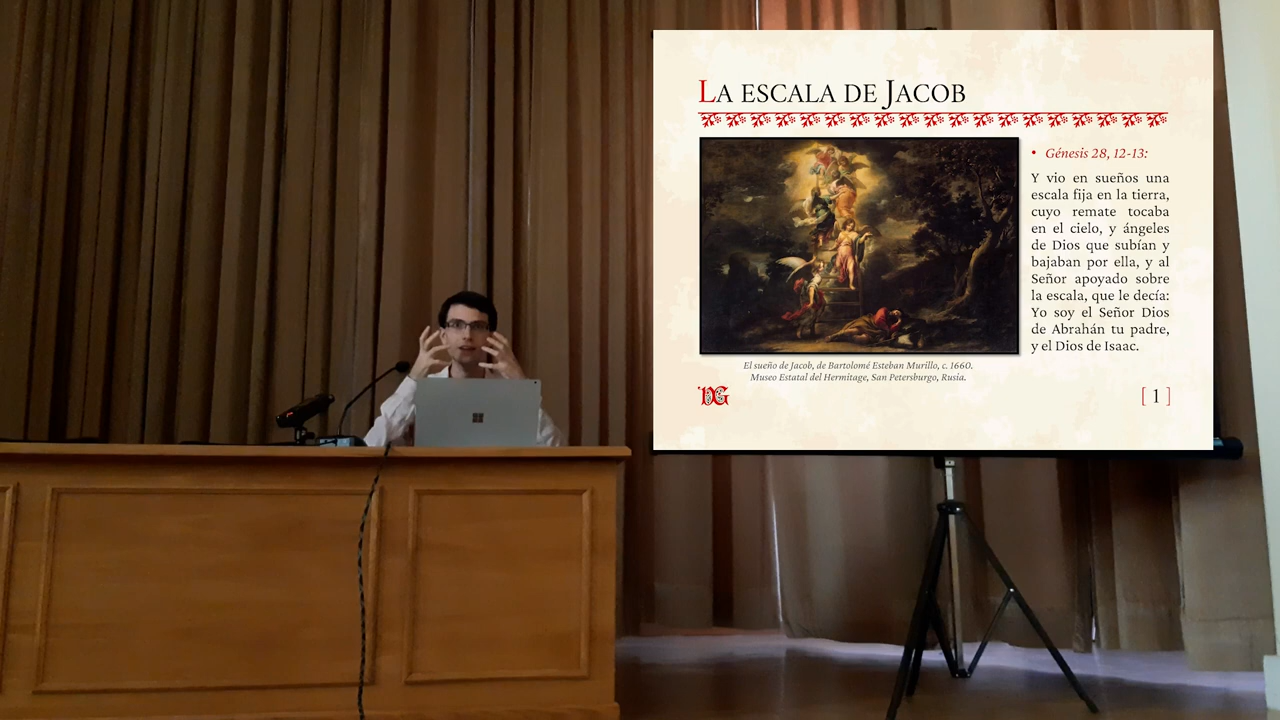 LA ESCALA DE JACOB
• Génesis 28, 12-13:
Y vio en sueños una
escala fija en la tierra,
cuyo remate tocaba
en el cielo, y ángeles
de Dios que subían y
bajaban por ella, y al
Señor apoyado sobre
la escala, que le decía:
Yo soy el Señor Dios
de Abrahán tu padre,
y el Dios de Isaac.
El sueño de Jacob, de Bartolomé Esteban Murillo, c. 1660.
Museo Estatal del Hermitage, San Petersburgo, Rusia.
[ 1 ]